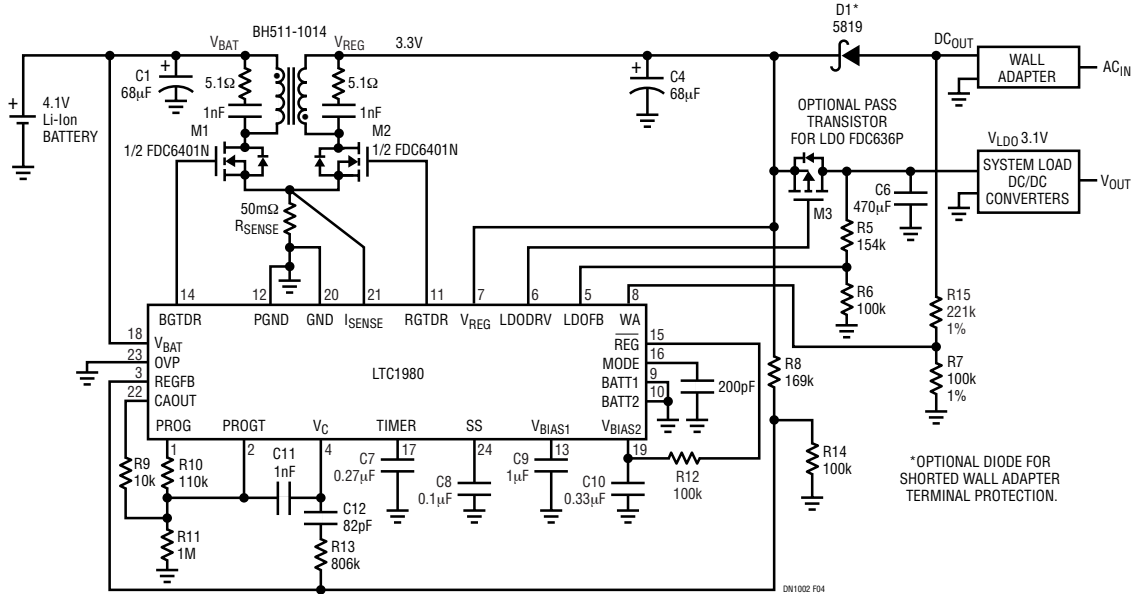 BH511-1014
VBAT
VREG
3.3V
D1*
5819
DCOUT
WALL
ADAPTER
ACIN
C1
68µF
5.1Ω
5.1Ω
C4
68µF
+
4.1V
Li-Ion
BATTERY
1nF
1nF
M1
M2
1/2 FDC6401N
1/2 FDC6401N
OPTIONAL PASS
TRANSISTOR
FOR LDO FDC636P
VLDO 3.1V
SYSTEM LOAD
DC/DC
CONVERTERS
VOUT
50mΩ
RSENSE
M3
C6
470µF
R5
154k
R6
100k
R15
221k
1%
R7
100k
1%
14
12
20
21
11
7
6
5
8
BGTDR
PGND
GND
ISENSE
RGTDR
VREG
LDODRV
LDOFB
WA
18
VBAT
23
OVP
3
REGFB
22
CAOUT
LTC1980
15
REG
16
MODE
9
BATT1
10
BATT2
200pF
R8
169k
PROG
PROGT
VC
TIMER
SS
VBIAS1
VBIAS2
1
2
4
17
24
13
19
R9
10k
R10
110k
C11
1nF
C7
0.27µF
C8
0.1µF
C9
1µF
C10
0.33µF
R12
100k
R14
100k
C12
82pF
R11
1M
R13
806k
*OPTIONAL DIODE FOR
SHORTED WALL ADAPTER
TERMINAL PROTECTION.
DN1002 F04